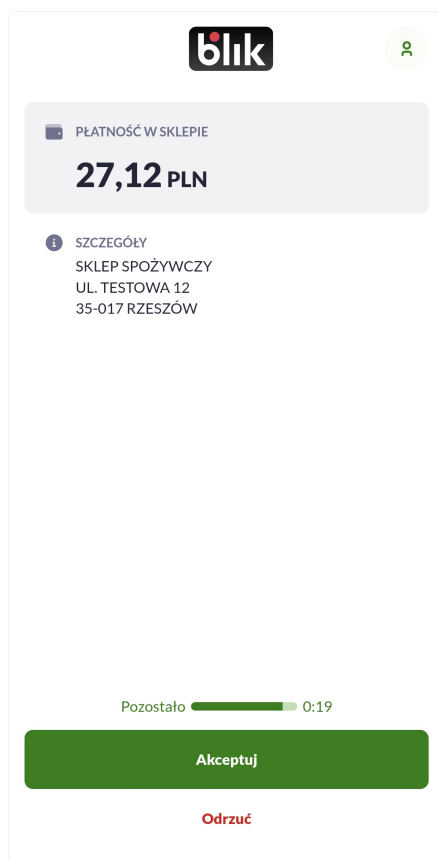 blik
PŁATNOŚĆ W SKLEPIE
27,12 PLN
SZCZEGÓŁY
SKLEP SPOŻYWCZY
UL. TESTOWA 12
35-017 RZESZÓW
Pozostało 0:19
Akceptuj
Odrzuć